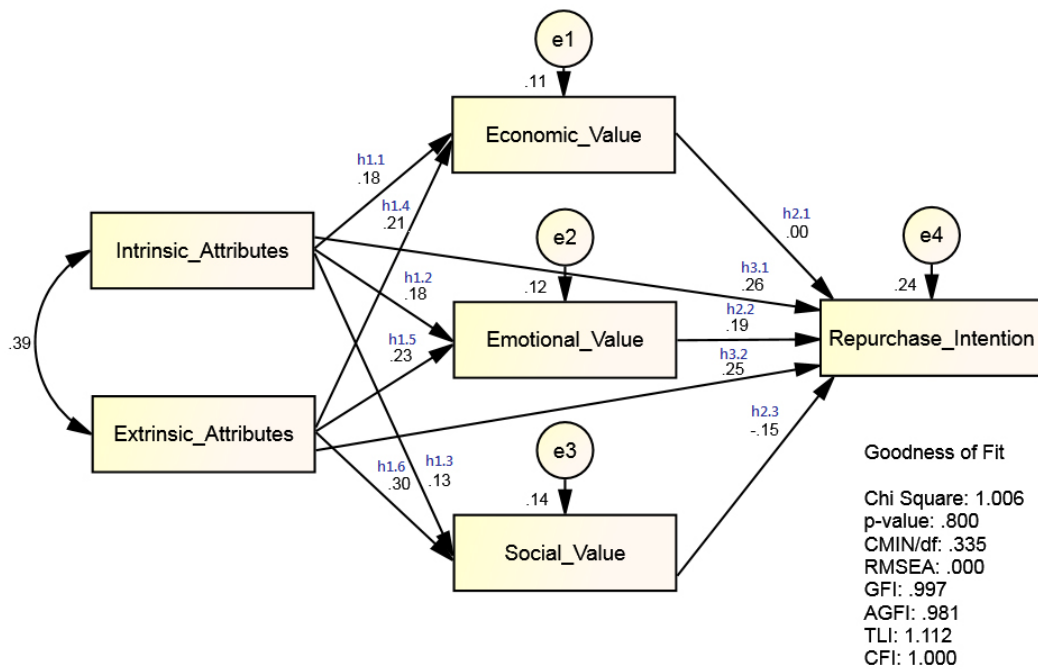 e1
.11
Economic_Value
h1.1
.18
h1.4
.21
h2.1
.00
Intrinsic_Attributes
e2
.12
e4
.24
h3.1
.26
h1.2
.18
h2.2
.19
Emotional_Value
Repurchase_Intention
.39
h1.5
.23
h3.2
.25
Extrinsic_Attributes
h2.3
-.15
e3
.14
h1.6
.30
h1.3
.13
Social_Value
Goodness of Fit
Chi Square: 1.006
p-value: .800
CMIN/df: .335
RMSEA: .000
GFI: .997
AGFI: .981
TLI: 1.112
CFI: 1.000